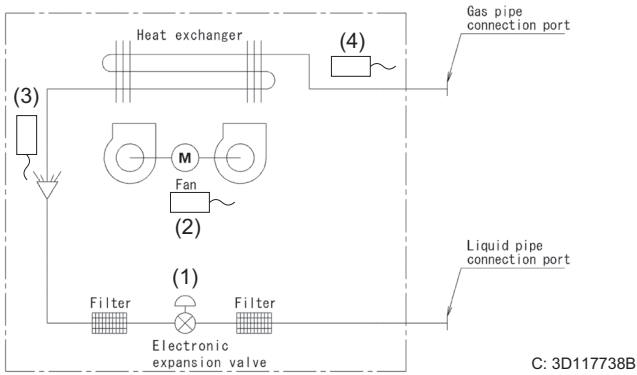 Gas pipe
connection port
Heat exchanger
(4)
(3)
M
Fan
(2)
Liquid pipe
connection port
(1)
Filter
Filter
Electronic
expansion valve
C: 3D117738B